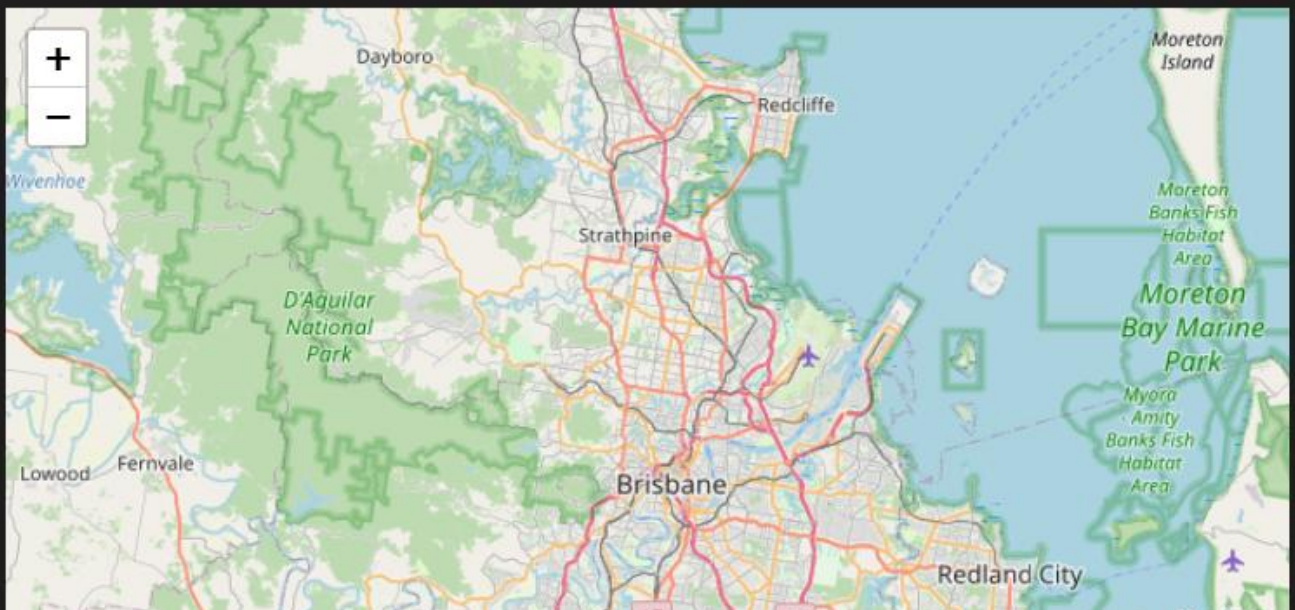 +
−
Dayboro
Moreton
Island
Redcliffe
Wivenhoe
Moreton
Banks Fish
Habitat
Area
Strathpine
D'Aguilar
National
Park
Moreton
Bay Marine
Park
Myora
Amity
Banks Fish
Habitat
Area
Lowood
Fernvale
Brisbane
Redland City